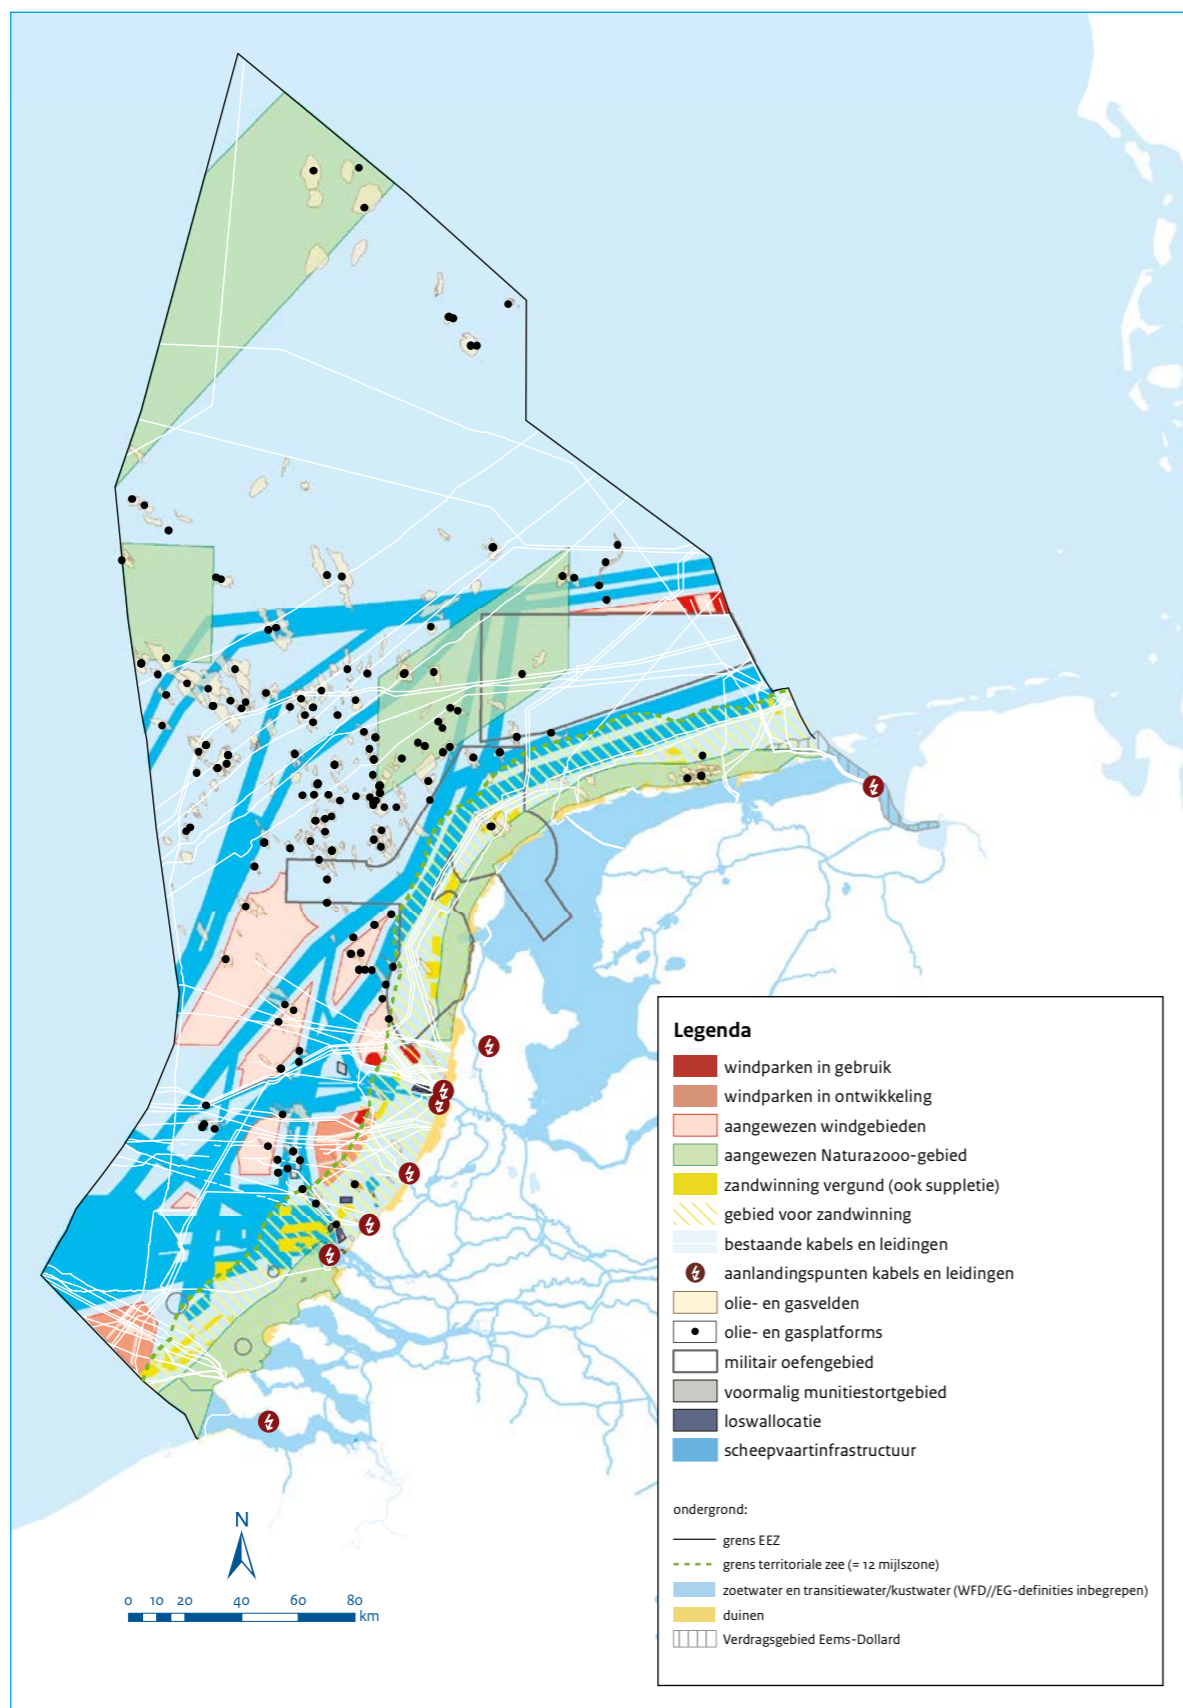 Legenda
windparken in gebruik
windparken in ontwikkeling
aangewezen windgebieden
aangewezen Natura2000-gebied
zandwinning vergund (ook suppletie)
gebied voor zandwinning
bestaande kabels en leidingen
aanlandingspunten kabels en leidingen
olie- en gasvelden
olie- en gasplatforms
militair oefengebied
voormalig munitiestortgebied
loswallocatie
scheepvaartinfrastructuur
ondergrond:
grens EEZ
grens territoriale zee (= 12 mijlszone)
zoetwater en transitiewater/kustwater (WFD//EG-definities inbegrepen)
duinen
Verdragsgebied Eems-Dollard
N
0 10 20 40 60 80
km